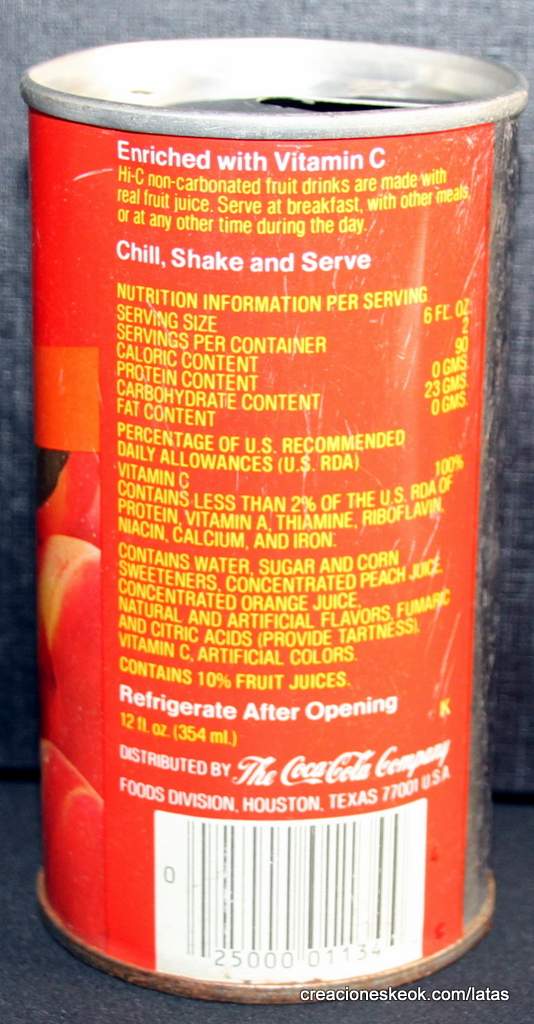 Enriched with Vitamin C
Hi-C non-carbonated fruit drinks are made with
real fruit juice. Serve at breakfast, with other meals
or at any other time during the day.
Chill, Shake and Serve
NUTRITION INFORMATION PER SERVING
SERVING SIZE 6 FL. OZ.
SERVINGS PER CONTAINER 2
CALORIC CONTENT 90
PROTEIN CONTENT 0 GMS.
CARBOHYDRATE CONTENT 23 GMS.
FAT CONTENT 0 GMS.
PERCENTAGE OF U.S. RECOMMENDED
DAILY ALLOWANCES (U.S. RDA)
VITAMIN C 100%
CONTAINS LESS THAN 2% OF THE U.S. RDA OF
PROTEIN, VITAMIN A, THIAMINE, RIBOFLAVIN,
NIACIN, CALCIUM, AND IRON.
CONTAINS WATER, SUGAR AND CORN
SWEETENERS, CONCENTRATED PEACH JUICE,
CONCENTRATED ORANGE JUICE,
NATURAL AND ARTIFICIAL FLAVORS, FUMARIC
AND CITRIC ACIDS (PROVIDE TARTNESS),
VITAMIN C, ARTIFICIAL COLORS.
CONTAINS 10% FRUIT JUICES.
Refrigerate After Opening K
12 fl. oz. (354 ml.)
DISTRIBUTED BY The Coca-Cola Company
FOODS DIVISION, HOUSTON, TEXAS 77001 U.S.A.
0
25000 01134
creacioneskeok.com/latas